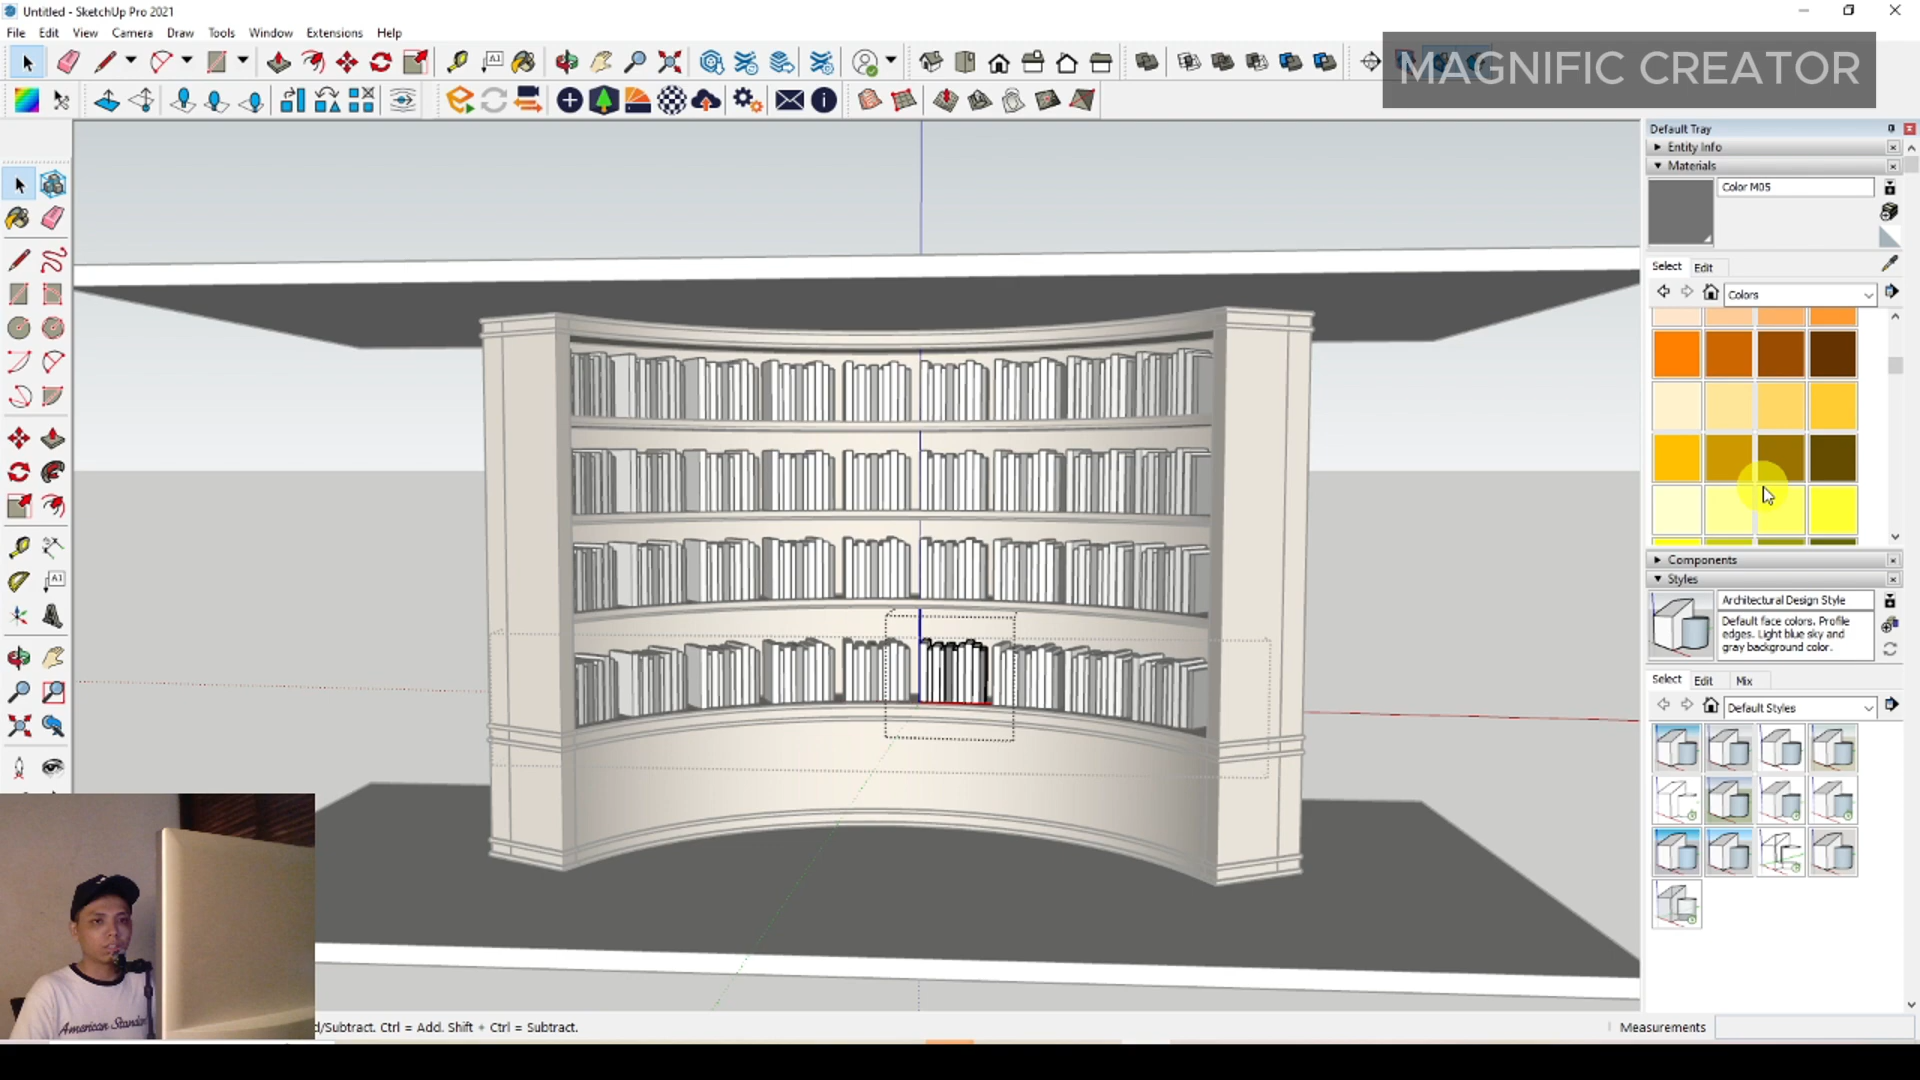 Untitled - SketchUp Pro 2021
File Edit View Camera Draw Tools Window Extensions Help
MAGNIFIC CREATOR
Default Tray
Entity Info
Materials
Color M05
Select Edit
Colors
Components
Styles
Architectural Design Style
Default face colors. Profile
edges. Light blue sky and
gray background color.
Select Edit Mix
Default Styles
American Standard
d/Subtract. Ctrl = Add. Shift + Ctrl = Subtract.
Measurements